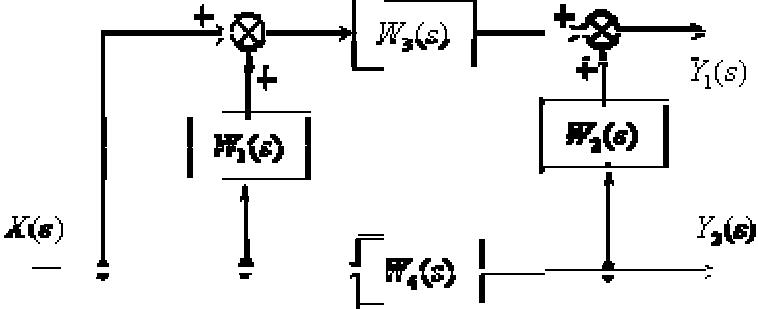 + W₃(s) +
Y₁(s)
+ +
W₁(s) W₂(s)
X(s) Y₂(s)
W₄(s)